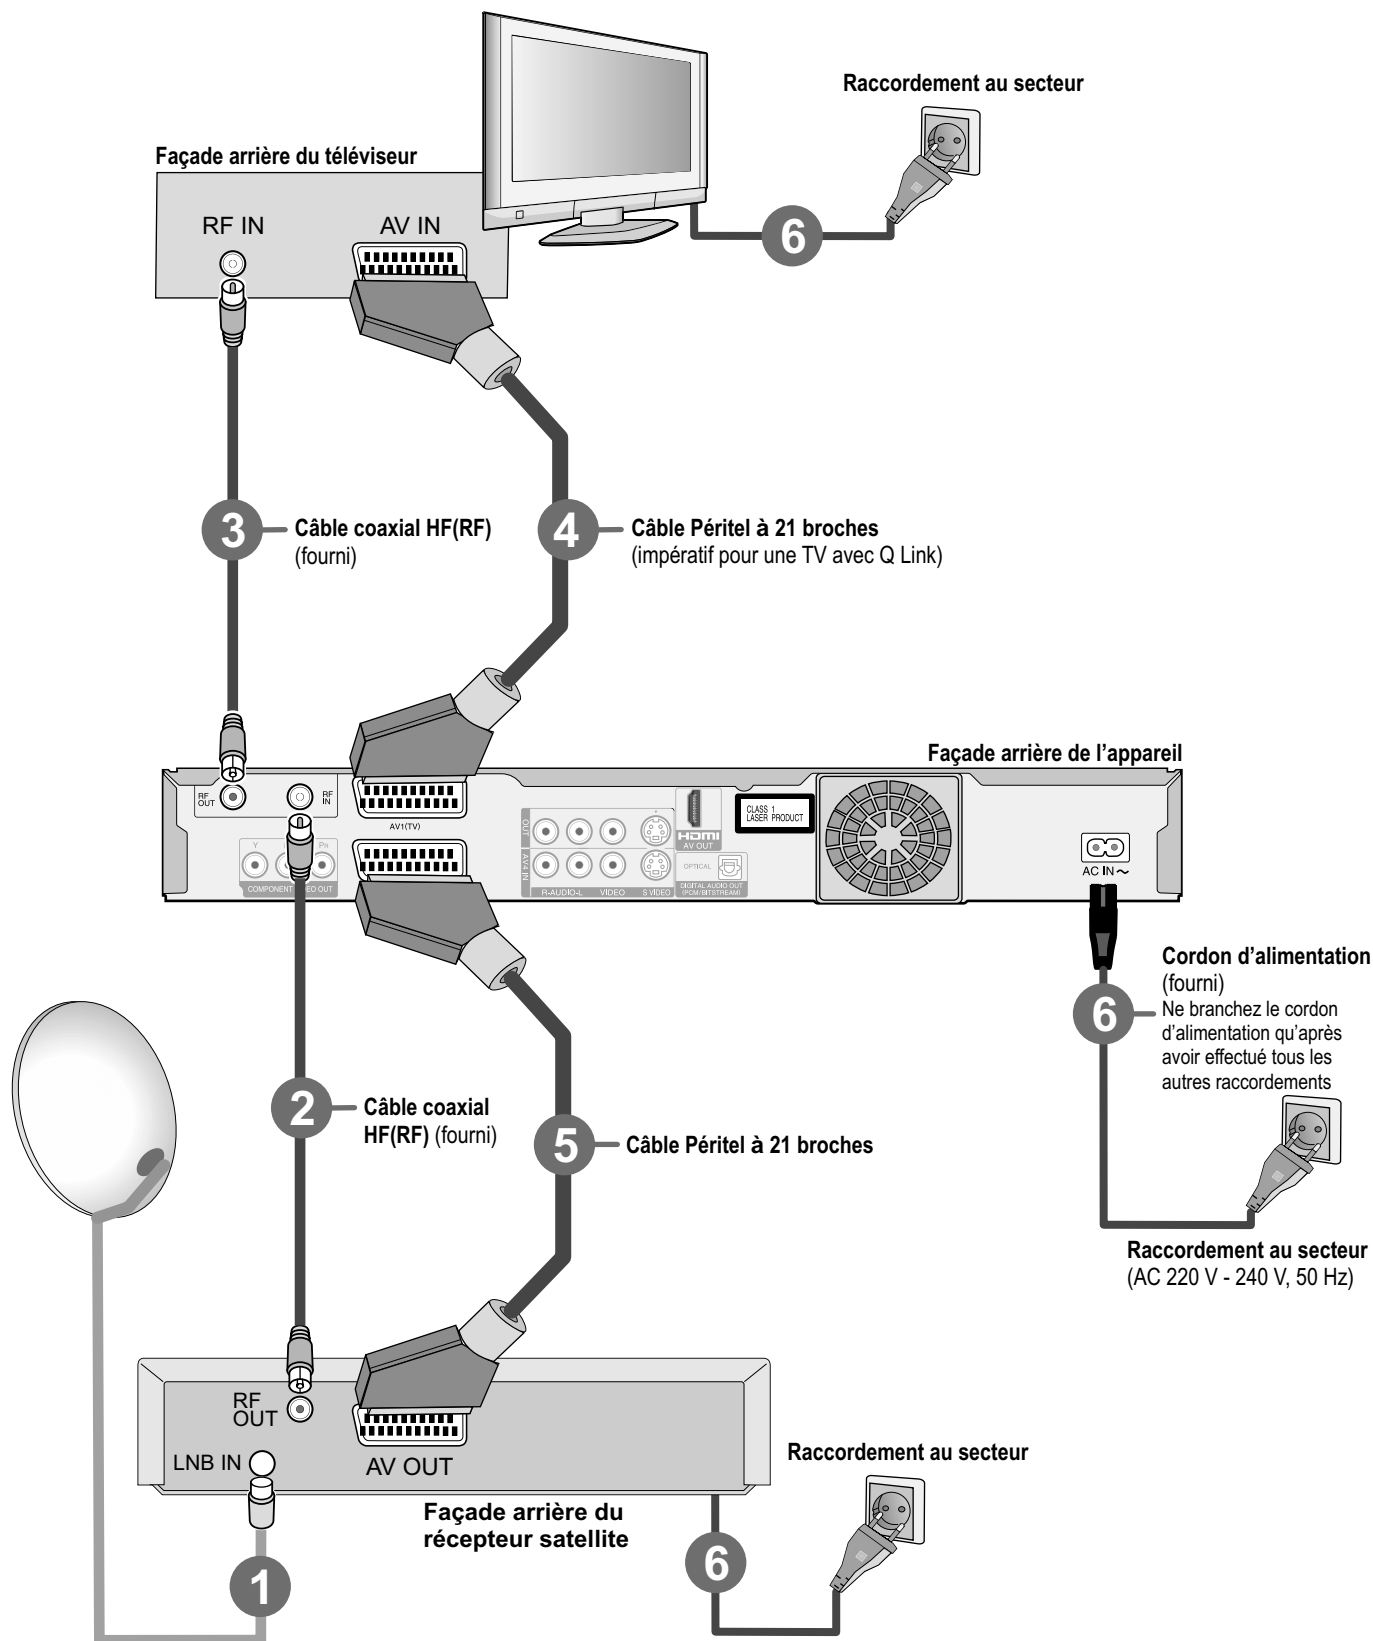 Raccordement au secteur
Façade arrière du téléviseur
RF IN
AV IN
6
3
Câble coaxial HF(RF)
(fourni)
4
Câble Péritel à 21 broches
(impératif pour une TV avec Q Link)
Façade arrière de l'appareil
RF
OUT
RF
IN
AV1(TV)
OUT
HDMI
AV OUT
CLASS 1
LASER PRODUCT
Y
PR
COMPONENT
OUT
AV4 IN
R-AUDIO-L
VIDEO
S VIDEO
OPTICAL
DIGITAL AUDIO OUT
(PCM/BITSTREAM)
AC IN ~
Cordon d'alimentation
(fourni)
6
Ne branchez le cordon
d'alimentation qu'après
avoir effectué tous les
autres raccordements
2
Câble coaxial
HF(RF) (fourni)
5
Câble Péritel à 21 broches
Raccordement au secteur
(AC 220 V - 240 V, 50 Hz)
RF
OUT
LNB IN
AV OUT
Raccordement au secteur
Façade arrière du
récepteur satellite
6
1